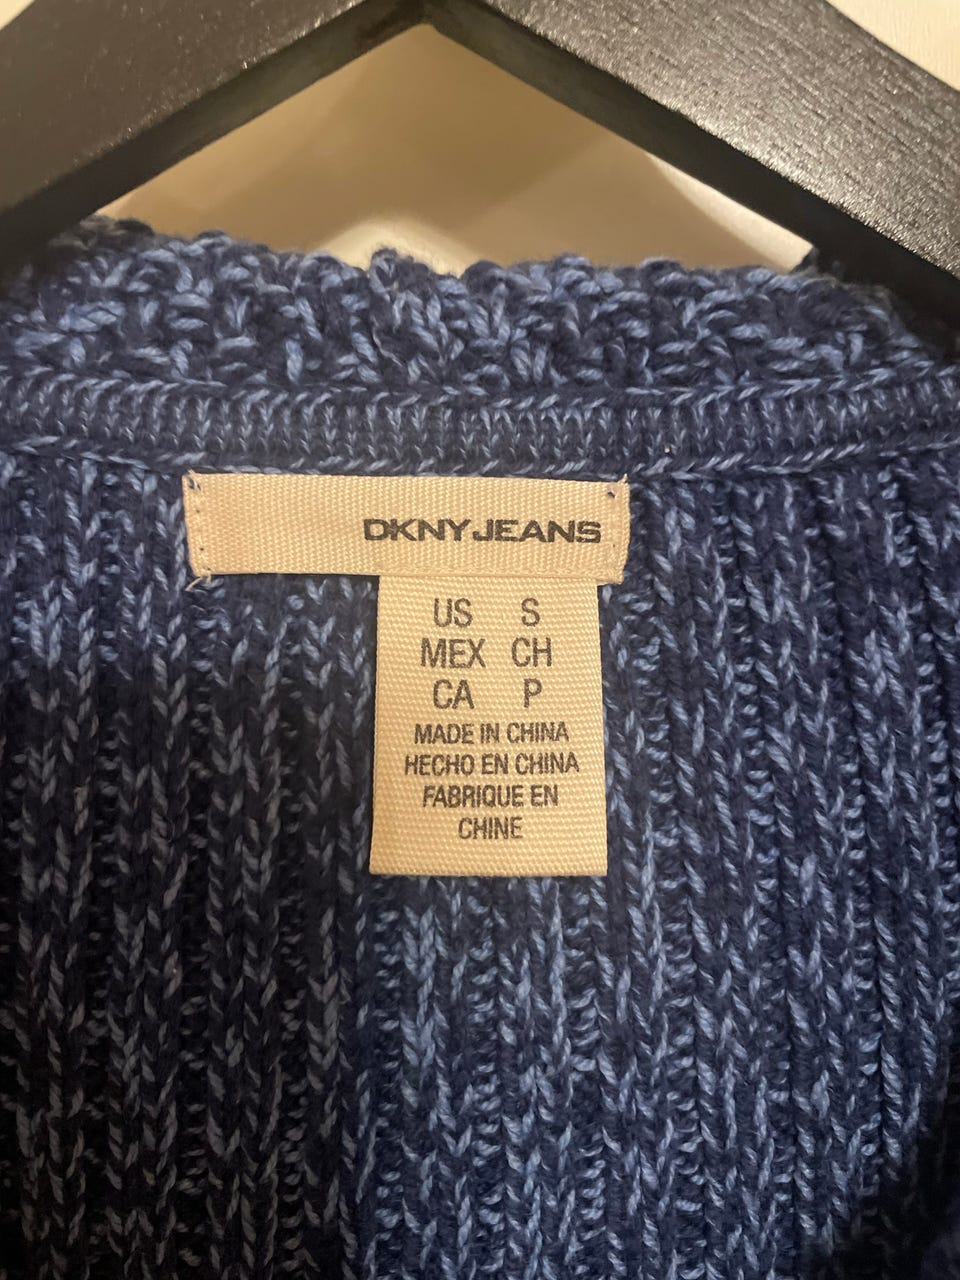 DKNY JEANS
US S
MEX CH
CA P
MADE IN CHINA
HECHO EN CHINA
FABRIQUE EN
CHINE